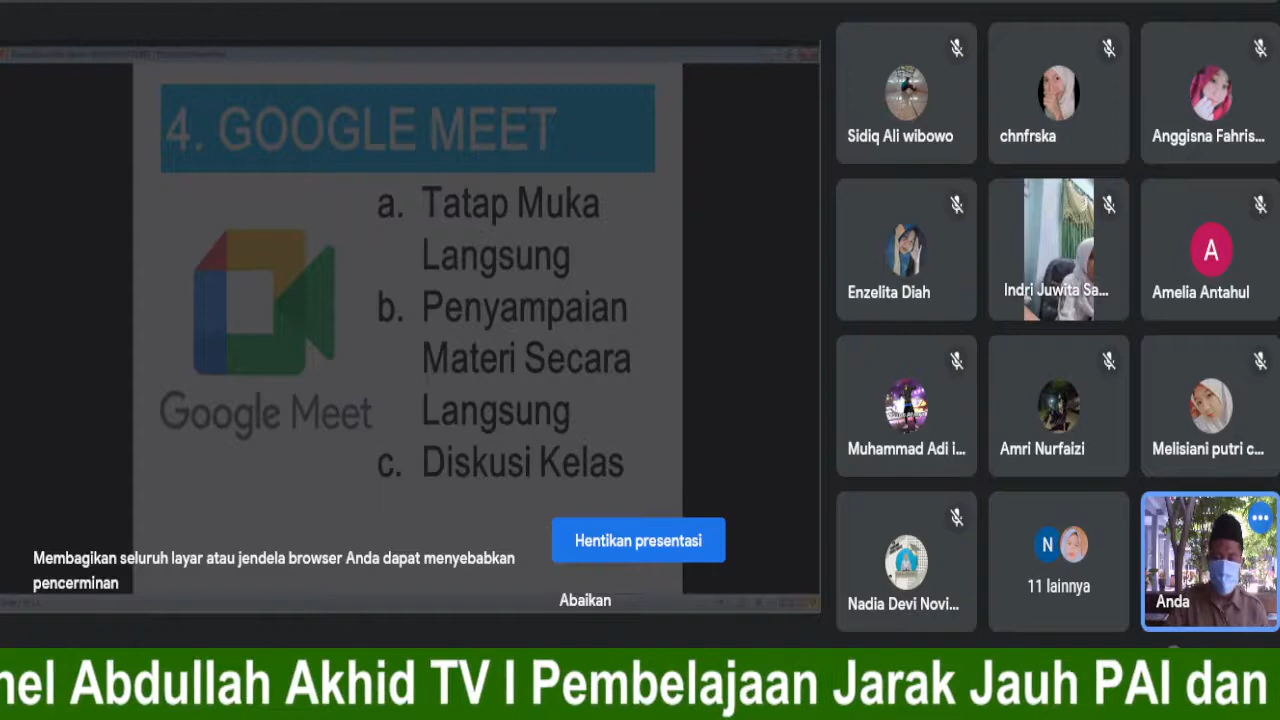 4. GOOGLE MEET
a. Tatap Muka
Langsung
b. Penyampaian
Materi Secara
Langsung
c. Diskusi Kelas
Google Meet
Membagikan seluruh layar atau jendela browser Anda dapat menyebabkan
pencerminan
Hentikan presentasi
Abaikan
Sidiq Ali wibowo
chnfrska
Anggisna Fahris...
Enzelita Diah
Indri Juwita Sa...
A
Amelia Antahul
Muhammad Adi i...
Amri Nurfaizi
Melisiani putri c...
Nadia Devi Novi...
N
11 lainnya
Anda
nel Abdullah Akhid TV I Pembelajaan Jarak Jauh PAI dan